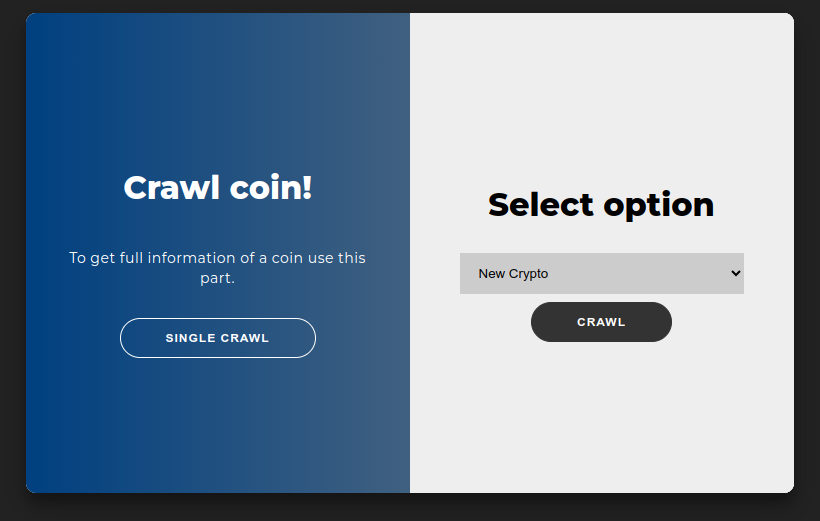 Crawl coin!
To get full information of a coin use this
part.
SINGLE CRAWL
Select option
New Crypto
CRAWL